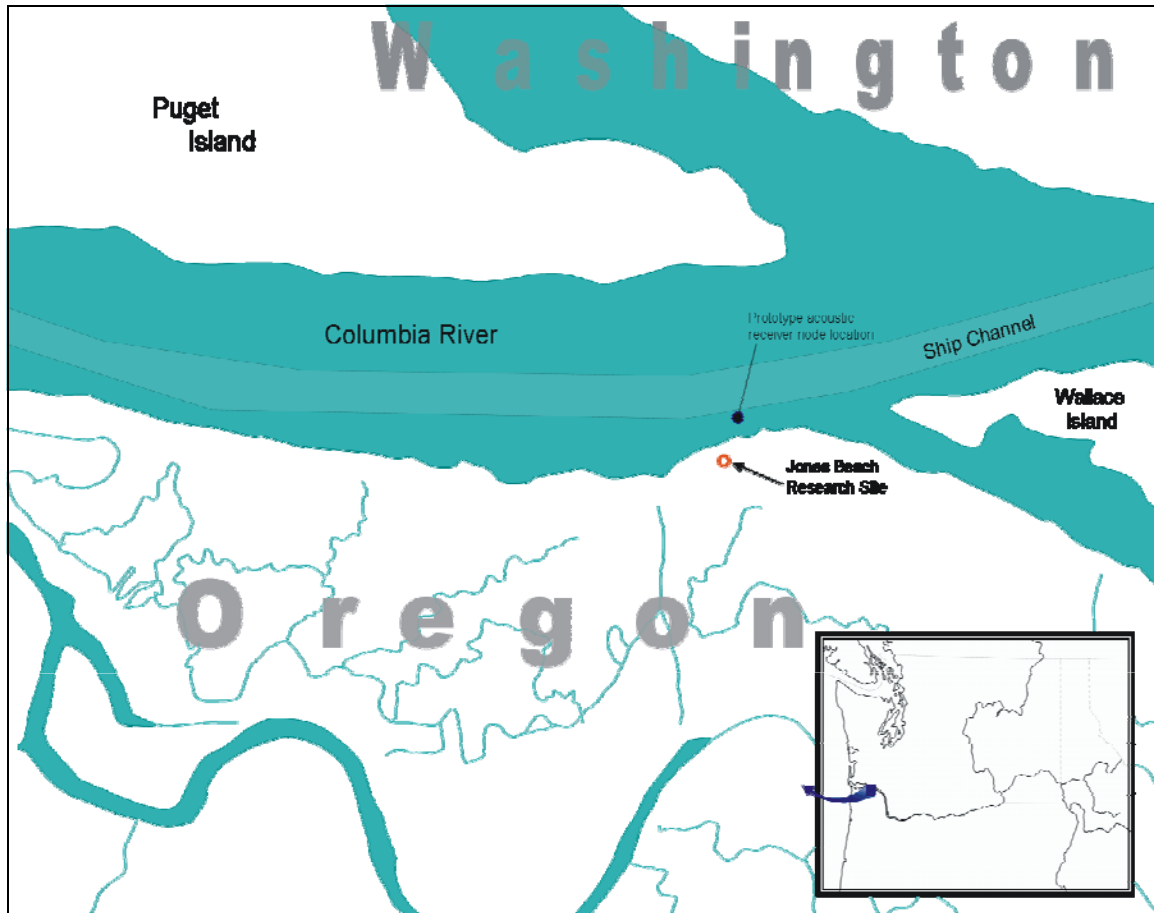 Washington
Puget
Island
Prototype acoustic
receiver node location
Columbia River
Ship Channel
Wallace
Island
Jones Beach
Research Site
Oregon